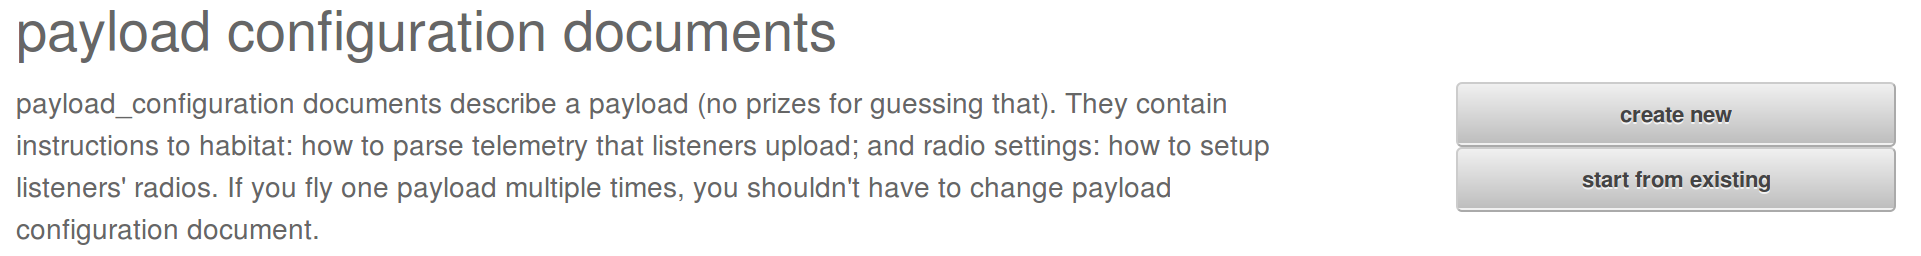 payload configuration documents
payload_configuration documents describe a payload (no prizes for guessing that). They contain
instructions to habitat: how to parse telemetry that listeners upload; and radio settings: how to setup
listeners' radios. If you fly one payload multiple times, you shouldn't have to change payload
configuration document.
create new
start from existing